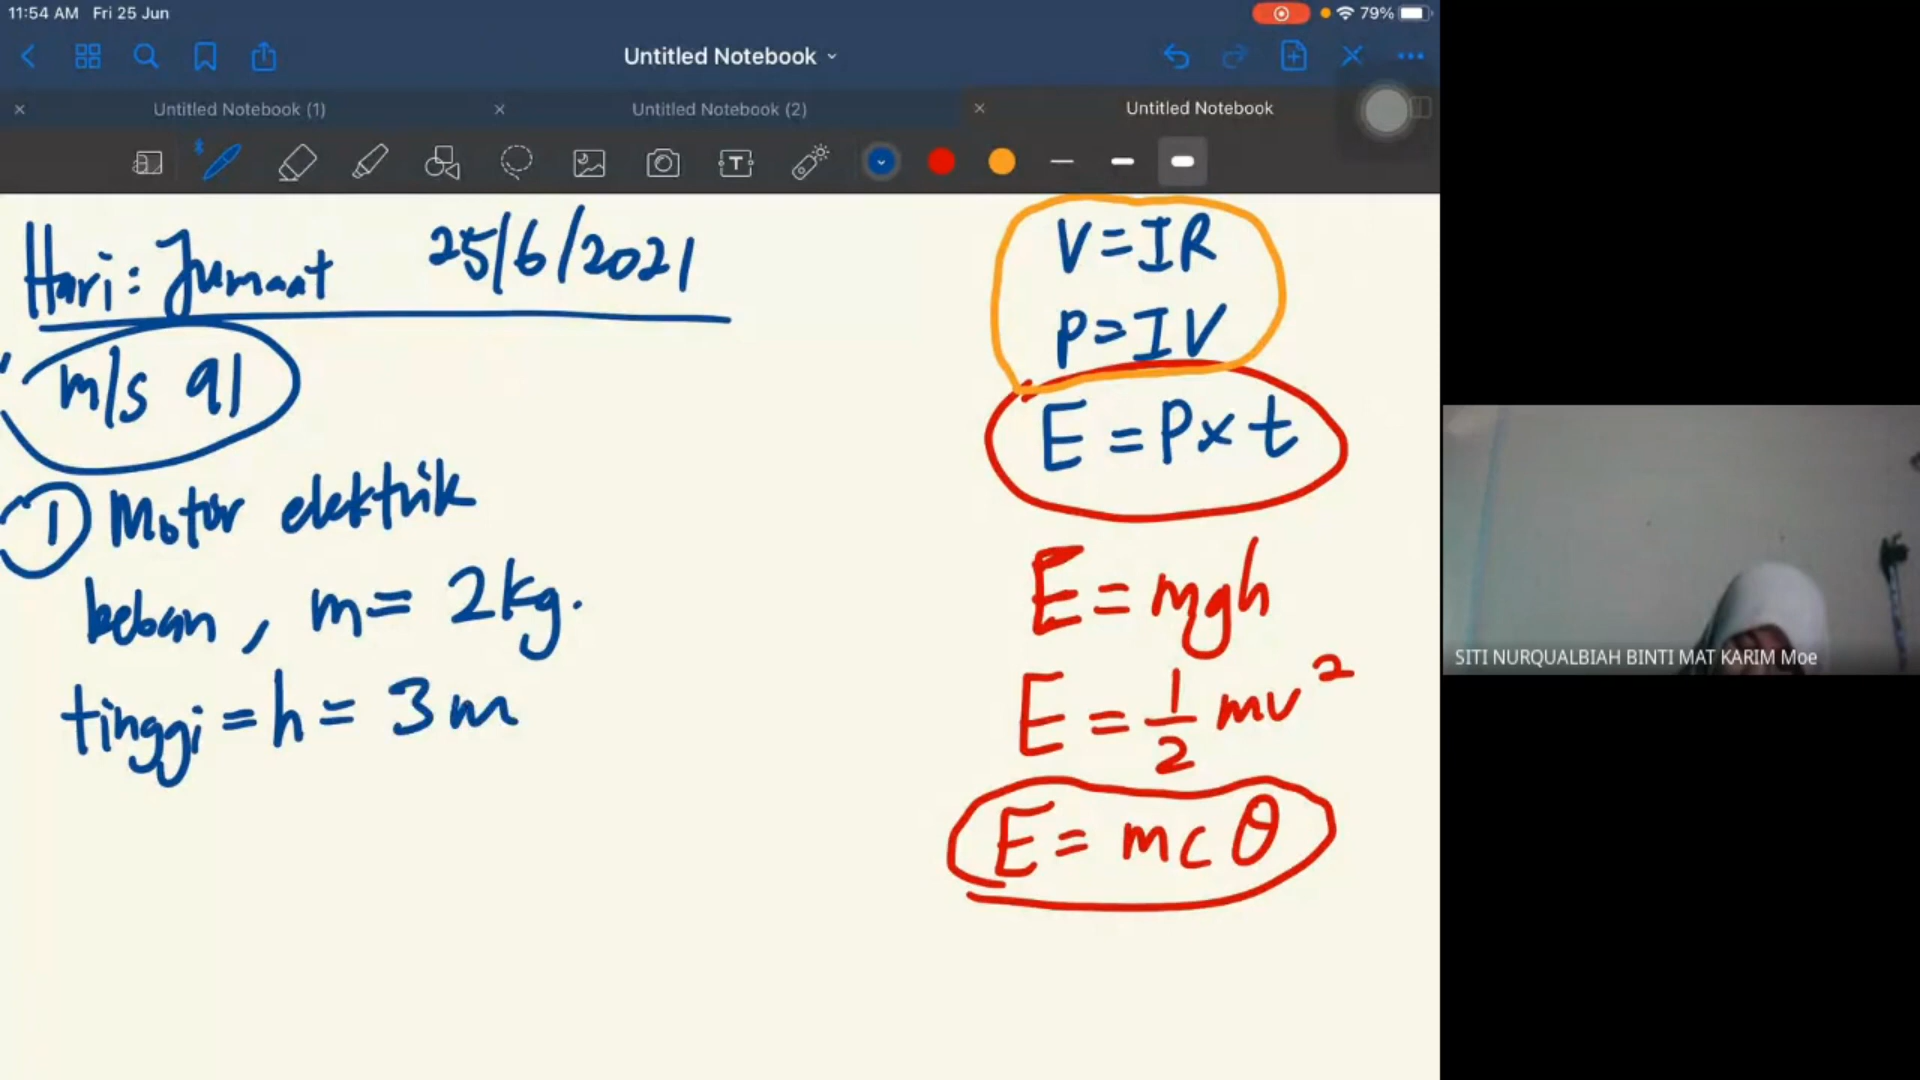 11:54 AM Fri 25 Jun
79%
Untitled Notebook
Untitled Notebook (1)
Untitled Notebook (2)
Untitled Notebook
Hari: Jumaat 25/6/2021
m/s 91
1 Motor elektrik
beban, m = 2kg.
tinggi = h = 3m
V=IR
P=IV
E = P× t
E = mgh
E = 1/2 mv²
E = mcθ
SITI NURQUALBIAH BINTI MAT KARIM Moe